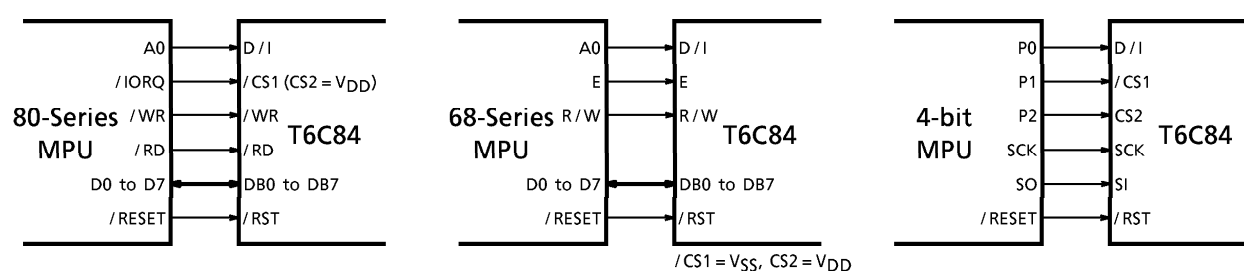 A0 D/I
/IORQ /CS1 (CS2 = VDD)
80-Series MPU
/WR /WR
T6C84
/RD /RD
D0 to D7 DB0 to DB7
/RESET /RST
A0 D/I
E E
68-Series MPU
R/W R/W
T6C84
D0 to D7 DB0 to DB7
/RESET /RST
/CS1 = VSS, CS2 = VDD
P0 D/I
P1 /CS1
4-bit MPU
P2 CS2
T6C84
SCK SCK
SO SI
/RESET /RST